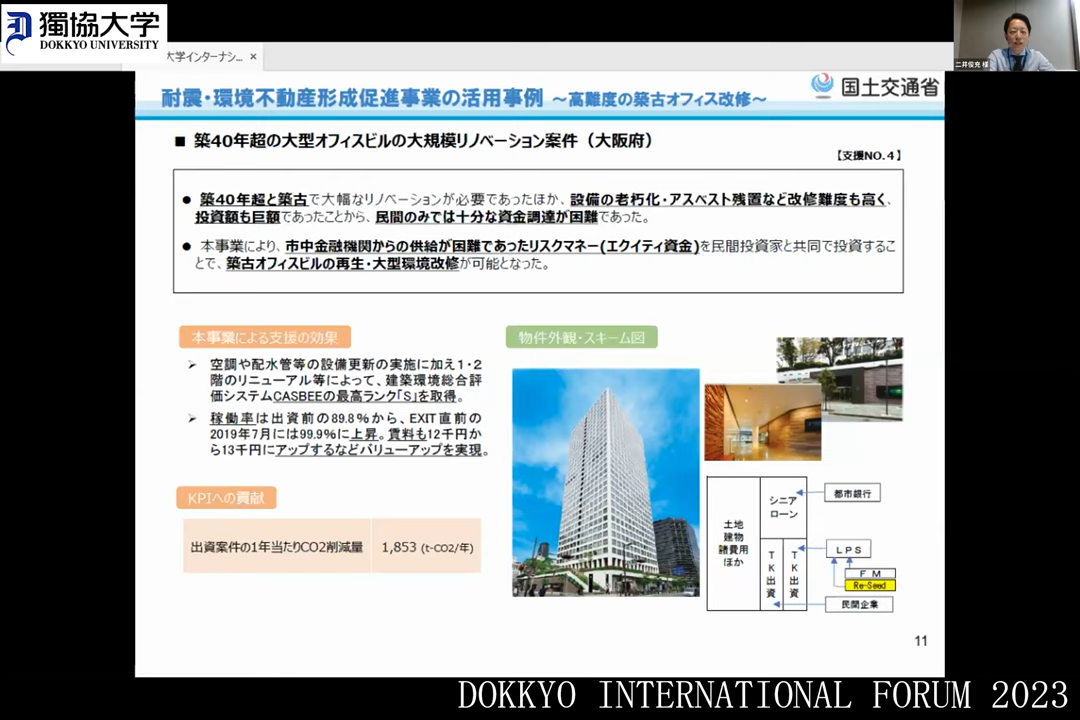 獨協大学
DOKKYO UNIVERSITY
大学インターナシ... ×
二井俊充 様
国土交通省
耐震・環境不動産形成促進事業の活用事例 ～高難度の築古オフィス改修～
■ 築40年超の大型オフィスビルの大規模リノベーション案件（大阪府）
【支援NO.4】
● 築40年超と築古で大幅なリノベーションが必要であったほか、設備の老朽化・アスベスト残置など改修難度も高く、
投資額も巨額であったことから、民間のみでは十分な資金調達が困難であった。
● 本事業により、市中金融機関からの供給が困難であったリスクマネー(エクイティ資金)を民間投資家と共同で投資するこ
とで、築古オフィスビルの再生・大型環境改修が可能となった。
本事業による支援の効果
➢ 空調や配水管等の設備更新の実施に加え1・2
階のリニューアル等によって、建築環境総合評
価システムCASBEEの最高ランク「S」を取得。
➢ 稼働率は出資前の89.8％から、EXIT直前の
2019年7月には99.9％に上昇。賃料も12千円か
ら13千円にアップするなどバリューアップを実現。
KPIへの貢献
出資案件の1年当たりCO2削減量 1,853 (t-CO2/年)
物件外観・スキーム図
土地
建物
諸費用
ほか
シニア
ローン
TK出資
TK出資
都市銀行
LPS
FM
Re-Seed
民間企業
11
DOKKYO INTERNATIONAL FORUM 2023